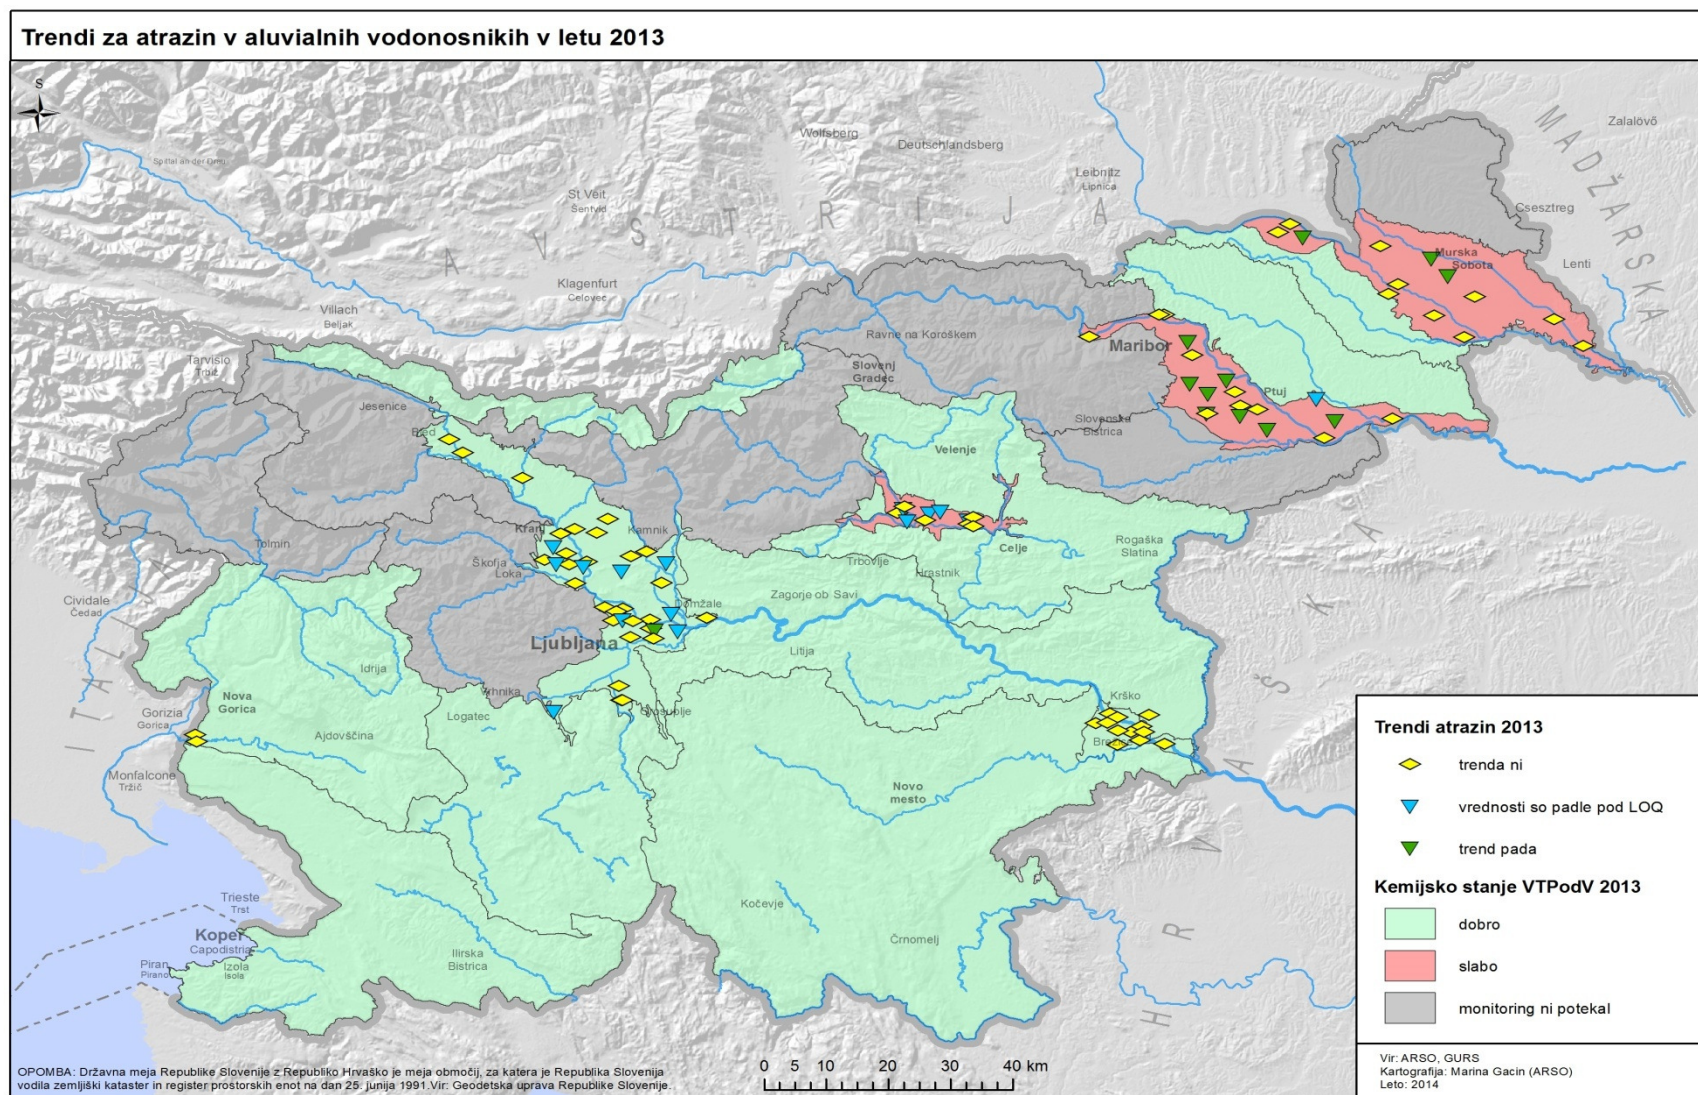 Trendi za atrazin v aluvialnih vodonosnikih v letu 2013
S
MADŽARSKA
AVSTRIJA
ITALIJA
HRVAŠKA
Zalalövő
Wolfsberg
Deutschlandsberg
Spittal an der Drau
Leibnitz
Lipnica
St Veit
Šentvid
Csesztreg
Murska
Sobota
Lenti
Klagenfurt
Celovec
Villach
Beljak
Ravne na Koroškem
Maribor
Tarvisio
Trbiž
Slovenj
Gradec
Ptuj
Jesenice
Bled
Slovenska
Bistrica
Velenje
Kranj
Kamnik
Tolmin
Škofja
Loka
Celje
Rogaška
Slatina
Trbovlje
Hrastnik
Cividale
Čedad
Zagorje ob Savi
Domžale
Ljubljana
Litija
Idrija
Vrhnika
Nova
Gorica
Krško
Gorizia
Gorica
Logatec
Grosuplje
Ajdovščina
Brežice
Monfalcone
Tržič
Novo
mesto
Trieste
Trst
Kočevje
Koper
Capodistria
Črnomelj
Piran
Pirano
Izola
Isola
Ilirska
Bistrica
Trendi atrazin 2013
trenda ni
vrednosti so padle pod LOQ
trend pada
Kemijsko stanje VTPodV 2013
dobro
slabo
monitoring ni potekal
Vir: ARSO, GURS
Kartografija: Marina Gacin (ARSO)
Leto: 2014
0 10 20 30 40 km
OPOMBA: Državna meja Republike Slovenije z Republiko Hrvaško je meja območij, za katera je Republika Slovenija
vodila zemljiški kataster in register prostorskih enot na dan 25. junija 1991.Vir: Geodetska uprava Republike Slovenije.